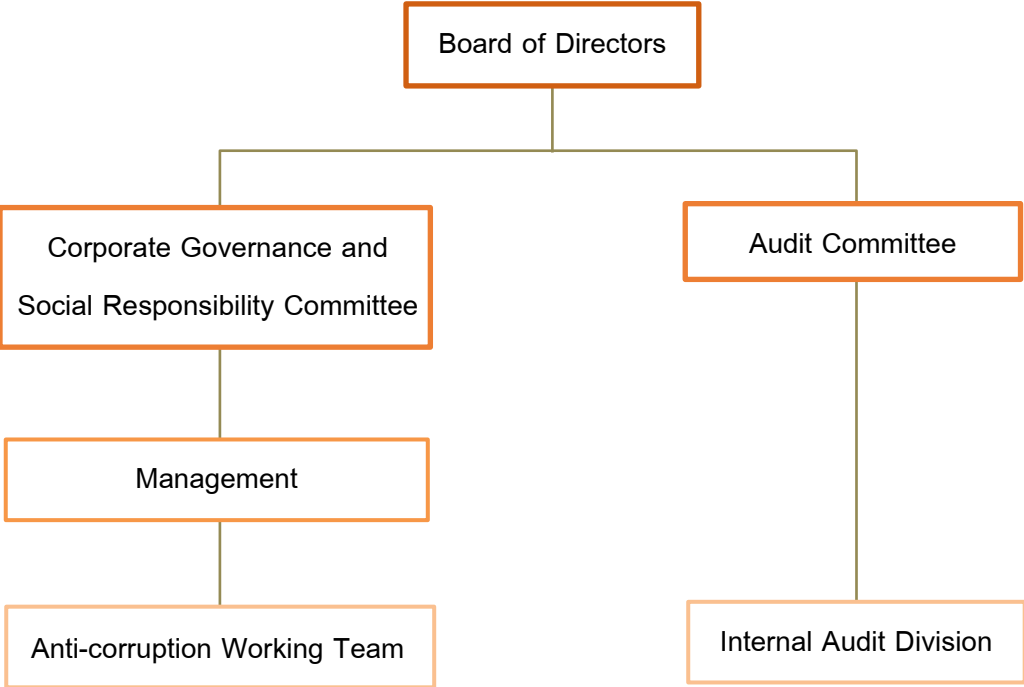 Board of Directors
Corporate Governance and
Social Responsibility Committee
Audit Committee
Management
Anti-corruption Working Team
Internal Audit Division